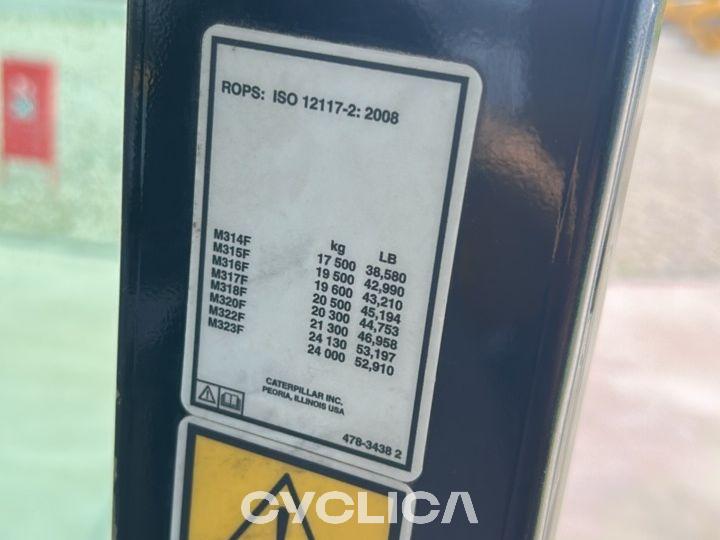 ROPS: ISO 12117-2: 2008
kg LB
M314F 17 500 38,580
M315F 19 500 42,990
M316F 19 600 43,210
M317F 20 500 45,194
M318F 20 300 44,753
M320F 21 300 46,958
M322F 24 130 53,197
M323F 24 000 52,910
CATERPILLAR INC.
PEORIA, ILLINOIS USA
478-3438 2
CYCLICA